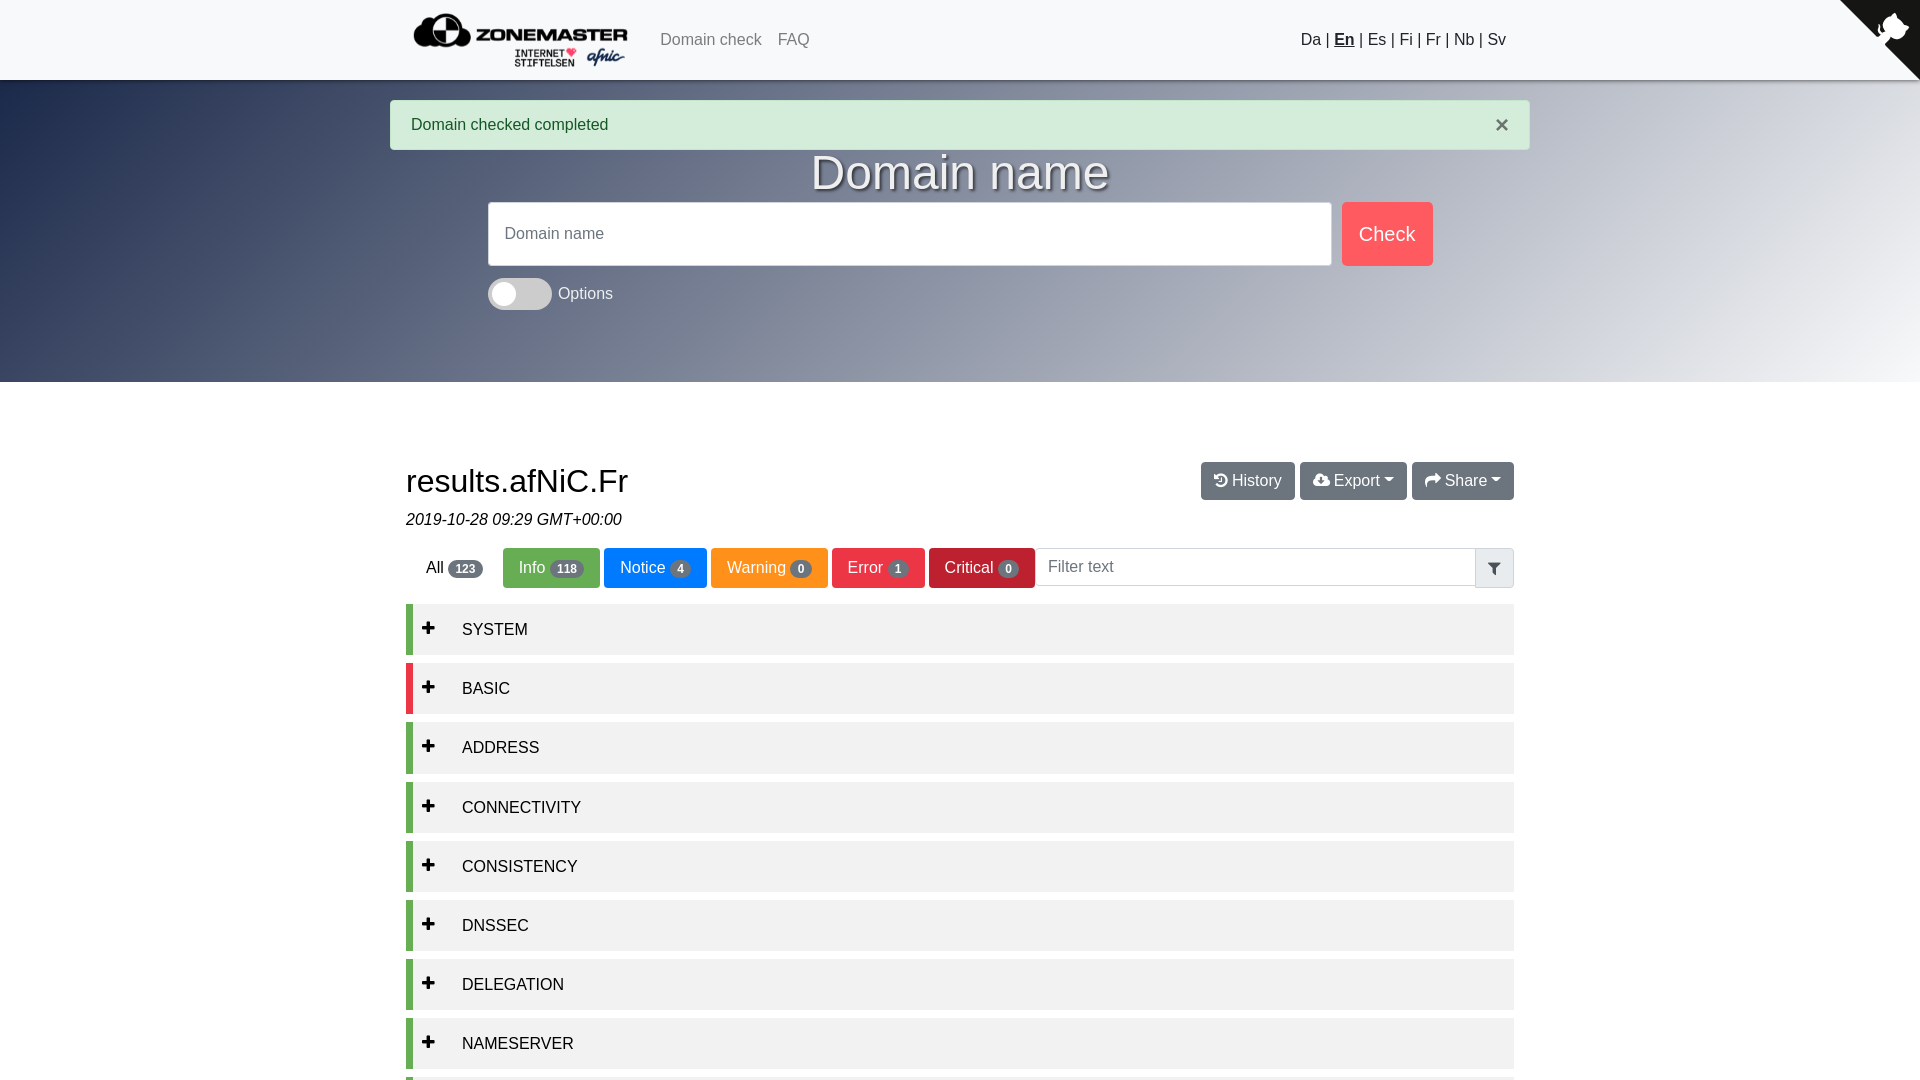 ZONEMASTER
INTERNET
STIFTELSEN
afnic
Domain check FAQ
Da | En | Es | Fi | Fr | Nb | Sv
Domain checked completed ×
Domain name
Domain name
Check
Options
results.afNiC.Fr
History Export Share
2019-10-28 09:29 GMT+00:00
All 123 Info 118 Notice 4 Warning 0 Error 1 Critical 0 Filter text
SYSTEM
BASIC
ADDRESS
CONNECTIVITY
CONSISTENCY
DNSSEC
DELEGATION
NAMESERVER